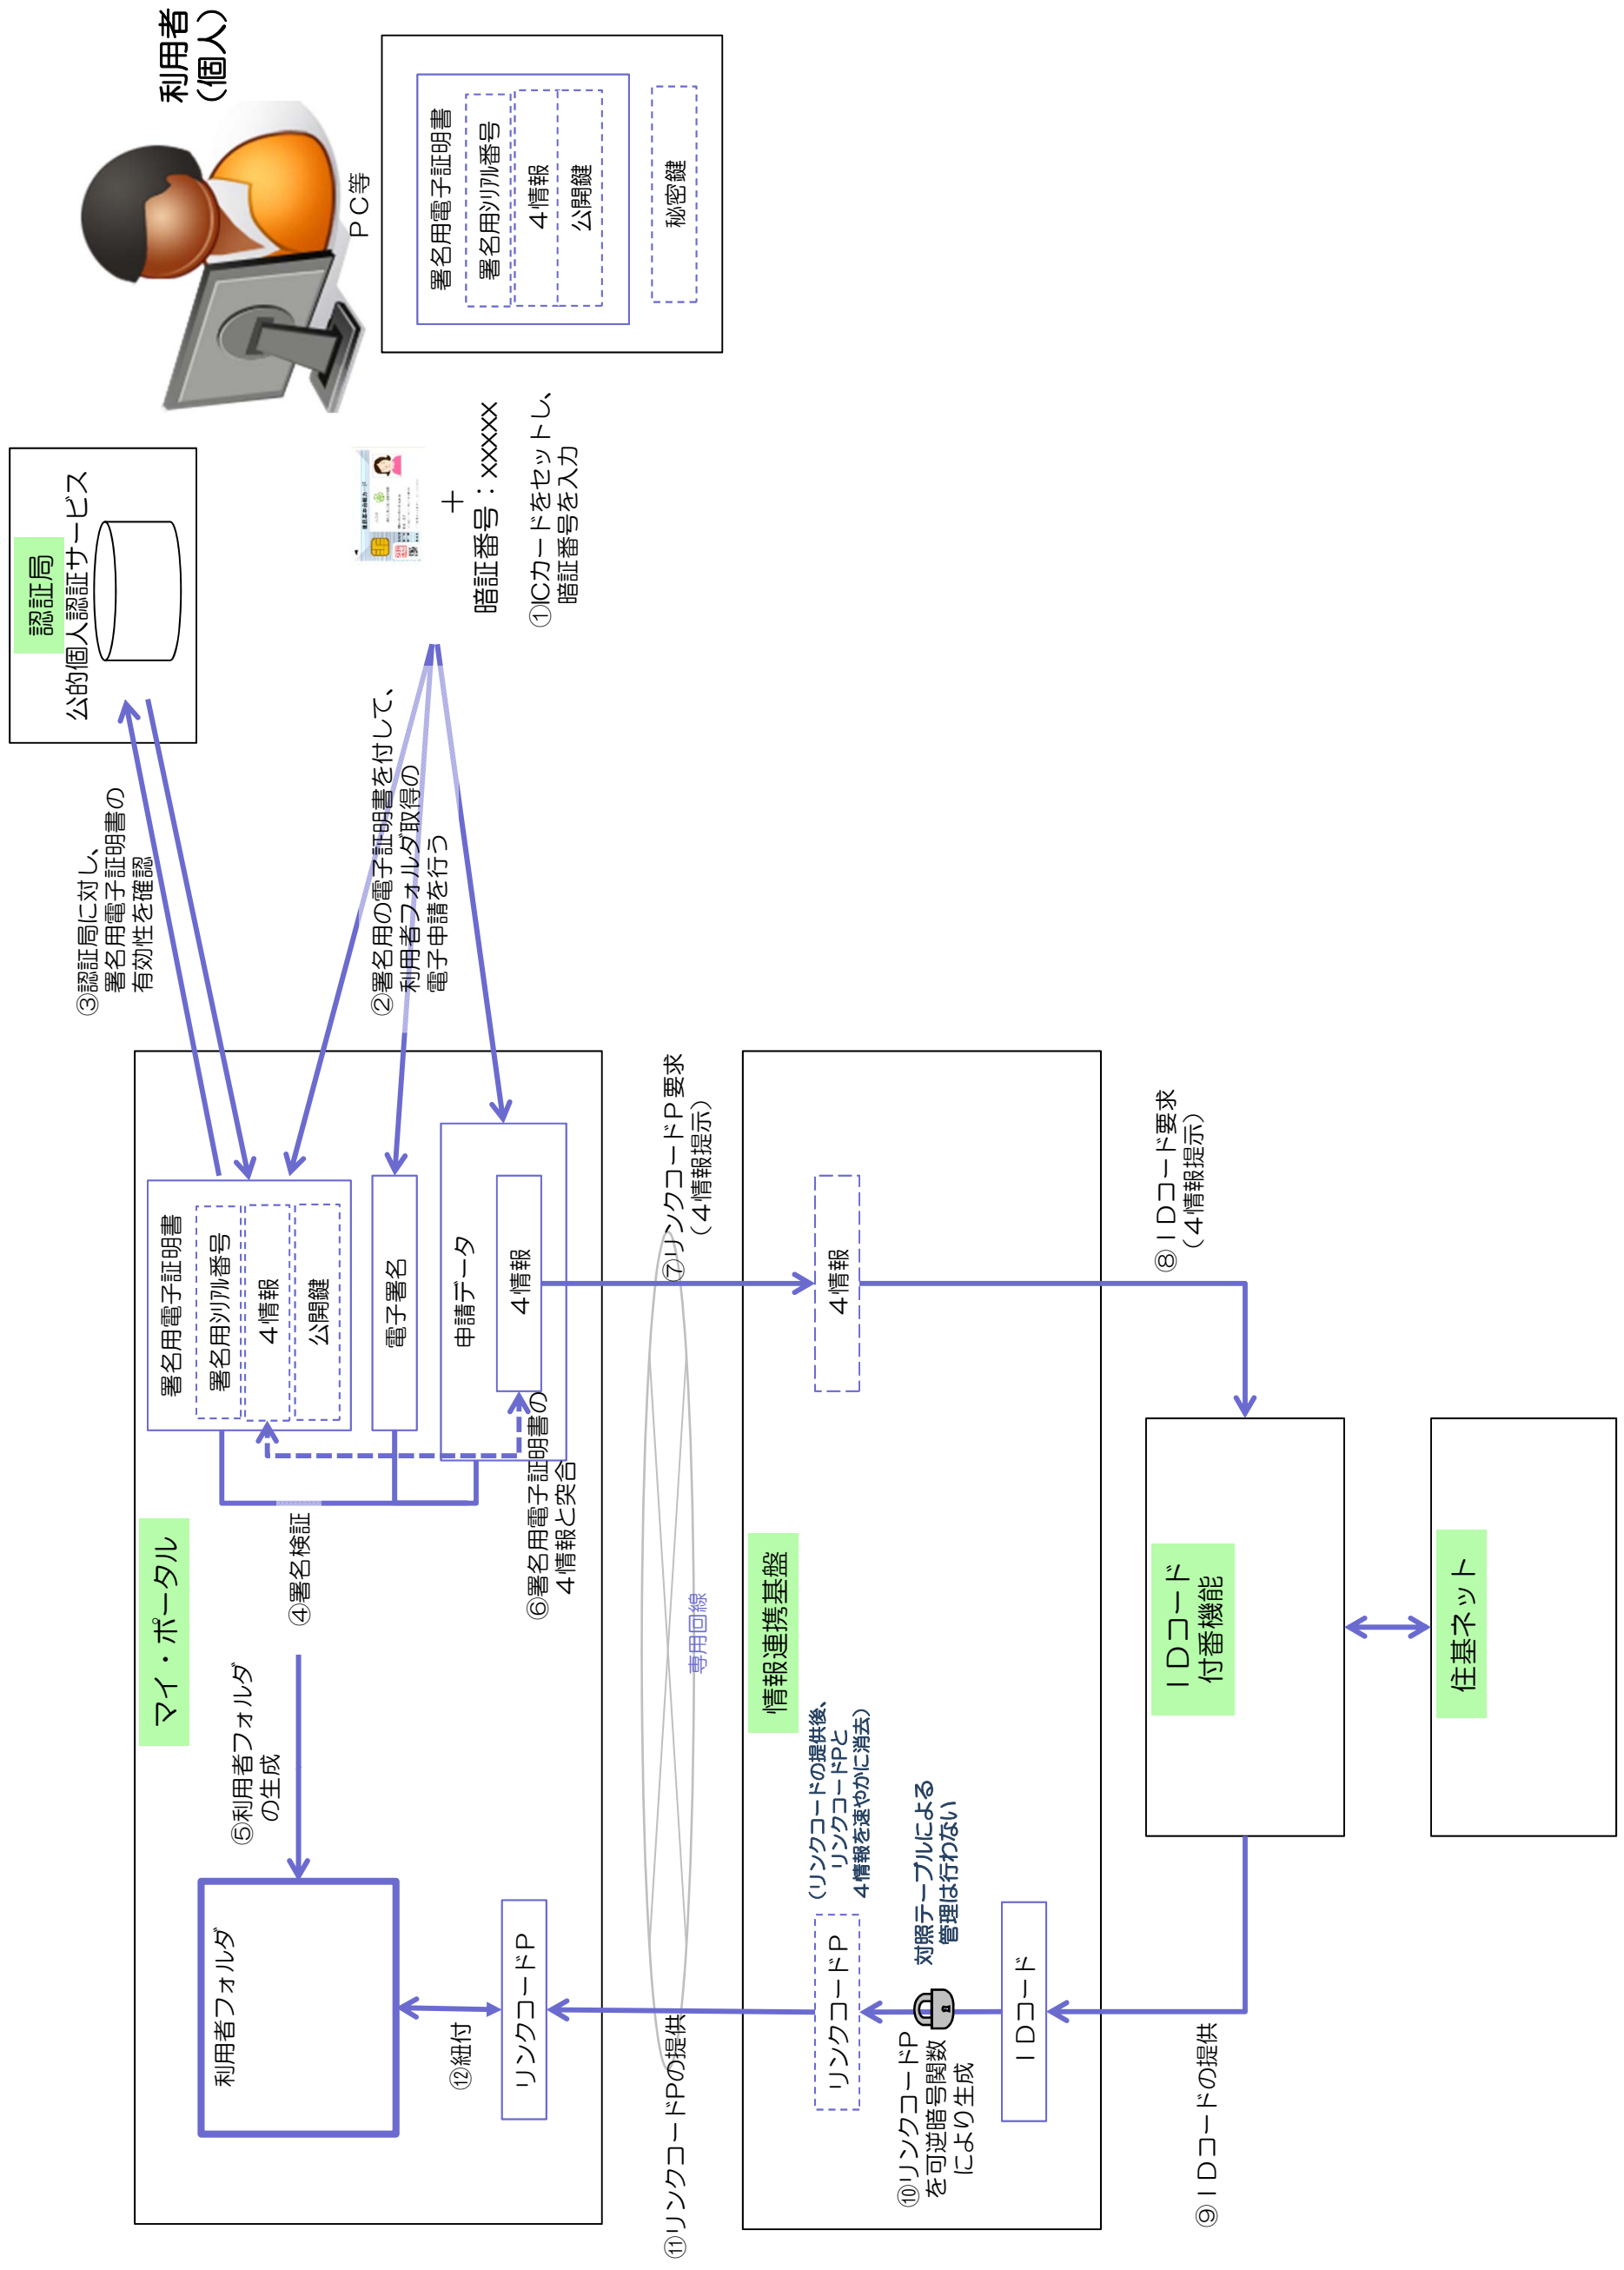 マイ・ポータル
利用者フォルダ
⑤利用者フォルダ
の生成
④署名検証
署名用電子証明書
署名用ｼﾘｱﾙ番号
４情報
公開鍵
電子署名
申請データ
４情報
⑥署名用電子証明書の
４情報と突合
⑫紐付
リンクコードＰ
③認証局に対し、
署名用電子証明書の
有効性を確認
認証局
公的個人認証サービス
②署名用の電子証明書を付して、
利用者フォルダ取得の
電子申請を行う
＋
暗証番号：xxxxx
①ICカードをセットし、
暗証番号を入力
利用者
（個人）
ＰＣ等
署名用電子証明書
署名用ｼﾘｱﾙ番号
４情報
公開鍵
秘密鍵
⑪リンクコードPの提供
専用回線
⑦リンクコードＰ要求
（４情報提示）
情報連携基盤
リンクコードＰ
（リンクコードの提供後、
リンクコードPと
４情報を速やかに消去）
４情報
⑩リンクコードP
を可逆暗号関数
により生成
対照テーブルによる
管理は行わない
ＩＤコード
⑨ＩＤコードの提供
⑧ＩＤコード要求
（４情報提示）
ＩＤコード
付番機能
住基ネット